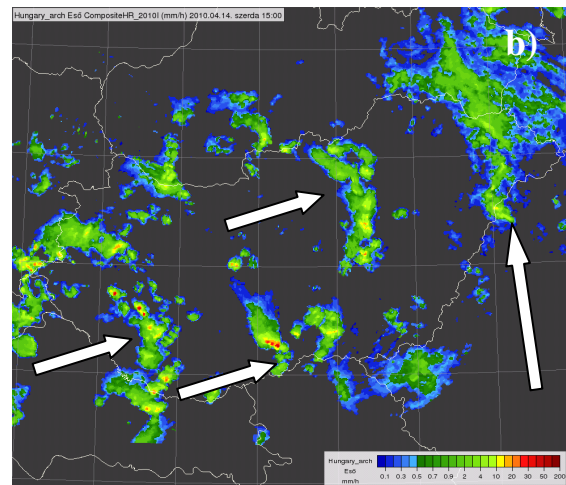 Hungary_arch Eső CompositeHR_2010I (mm/h) 2010.04.14. szerda 15:00
b)
Hungary_arch
Eső
mm/h
0.1 0.3 0.5 0.7 0.9 2 4 10 20 30 50 200